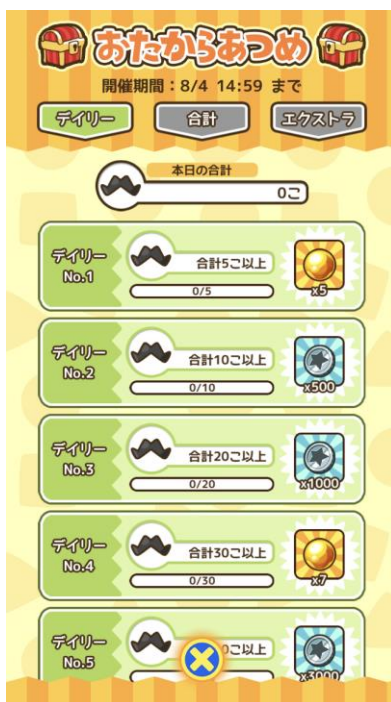 おたからあつめ
開催期間：8/4 14:59 まで
デイリー
合計
エクストラ
本日の合計
0こ
デイリー
No.1
合計5こ以上
0/5
x5
デイリー
No.2
合計10こ以上
0/10
x500
デイリー
No.3
合計20こ以上
0/20
x1000
デイリー
No.4
合計30こ以上
0/30
x7
デイリー
No.5
0こ以上
x3000